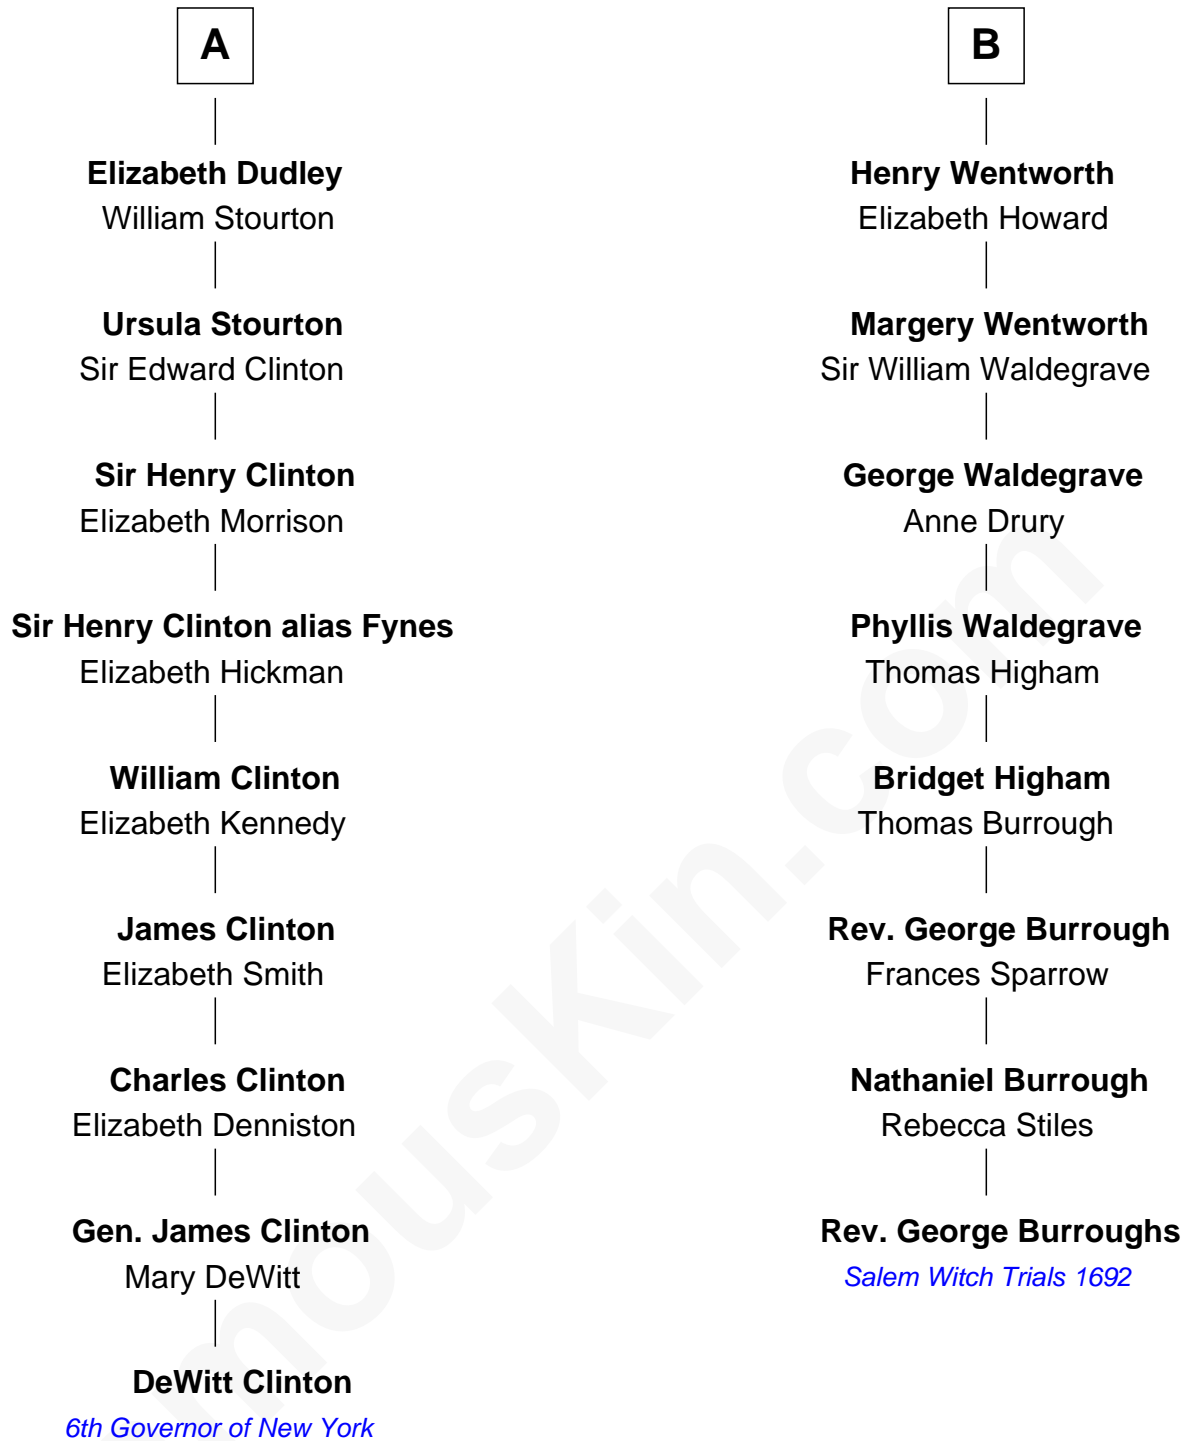 A
Elizabeth Dudley
William Stourton
Ursula Stourton
Sir Edward Clinton
Sir Henry Clinton
Elizabeth Morrison
Sir Henry Clinton alias Fynes
Elizabeth Hickman
William Clinton
Elizabeth Kennedy
James Clinton
Elizabeth Smith
Charles Clinton
Elizabeth Denniston
Gen. James Clinton
Mary DeWitt
DeWitt Clinton
6th Governor of New York
B
Henry Wentworth
Elizabeth Howard
Margery Wentworth
Sir William Waldegrave
George Waldegrave
Anne Drury
Phyllis Waldegrave
Thomas Higham
Bridget Higham
Thomas Burrough
Rev. George Burrough
Frances Sparrow
Nathaniel Burrough
Rebecca Stiles
Rev. George Burroughs
Salem Witch Trials 1692
mousKin.com